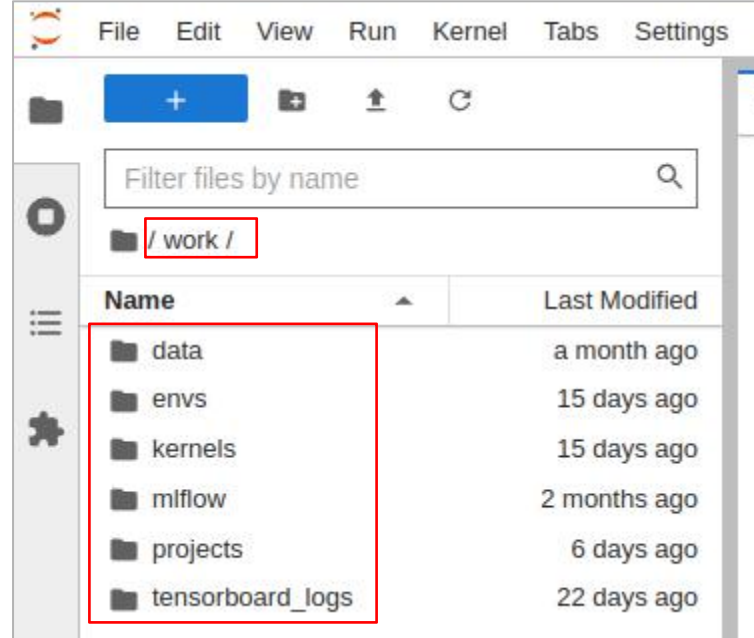 File Edit View Run Kernel Tabs Settings
+
Filter files by name
/ work /
Name Last Modified
data a month ago
envs 15 days ago
kernels 15 days ago
mlflow 2 months ago
projects 6 days ago
tensorboard_logs 22 days ago